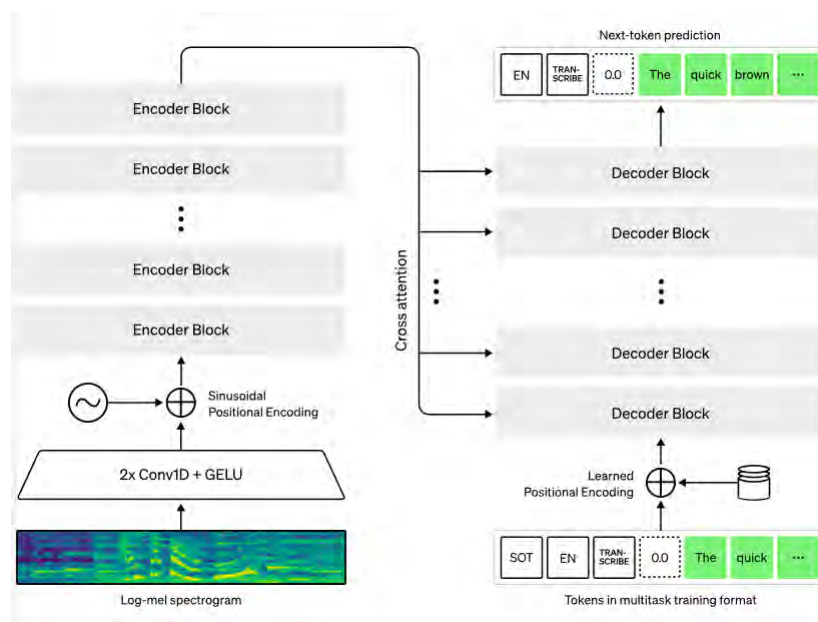 Next-token prediction
EN TRAN-SCRIBE 0.0 The quick brown ...
Encoder Block
Encoder Block
Encoder Block
Encoder Block
Sinusoidal
Positional Encoding
2x Conv1D + GELU
Log-mel spectrogram
Cross attention
Decoder Block
Decoder Block
Decoder Block
Decoder Block
Learned
Positional Encoding
SOT EN TRAN-SCRIBE 0.0 The quick ...
Tokens in multitask training format